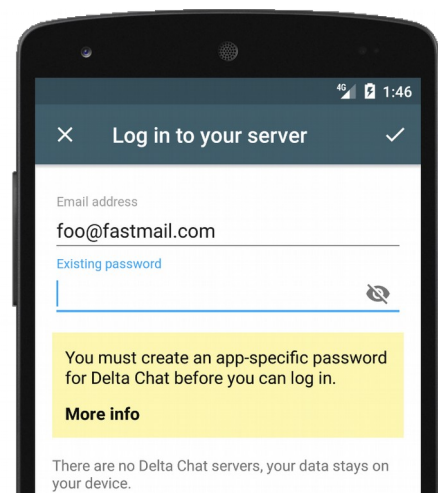 4G 1:46
Log in to your server
Email address
foo@fastmail.com
Existing password
You must create an app-specific password
for Delta Chat before you can log in.
More info
There are no Delta Chat servers, your data stays on
your device.